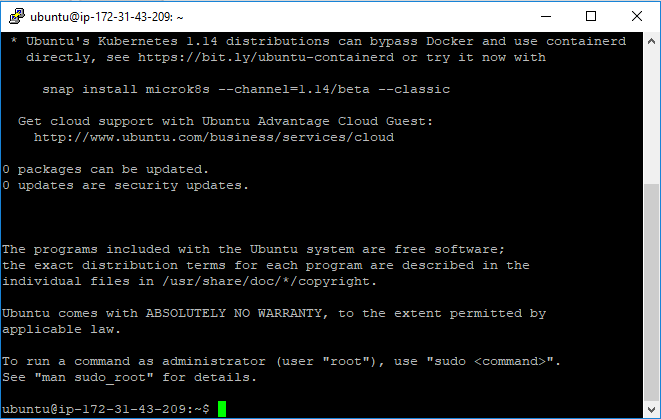 ubuntu@ip-172-31-43-209: ~
* Ubuntu's Kubernetes 1.14 distributions can bypass Docker and use containerd
directly, see https://bit.ly/ubuntu-containerd or try it now with
snap install microk8s --channel=1.14/beta --classic
Get cloud support with Ubuntu Advantage Cloud Guest:
http://www.ubuntu.com/business/services/cloud
0 packages can be updated.
0 updates are security updates.
The programs included with the Ubuntu system are free software;
the exact distribution terms for each program are described in the
individual files in /usr/share/doc/*/copyright.
Ubuntu comes with ABSOLUTELY NO WARRANTY, to the extent permitted by
applicable law.
To run a command as administrator (user "root"), use "sudo <command>".
See "man sudo_root" for details.
ubuntu@ip-172-31-43-209:~$